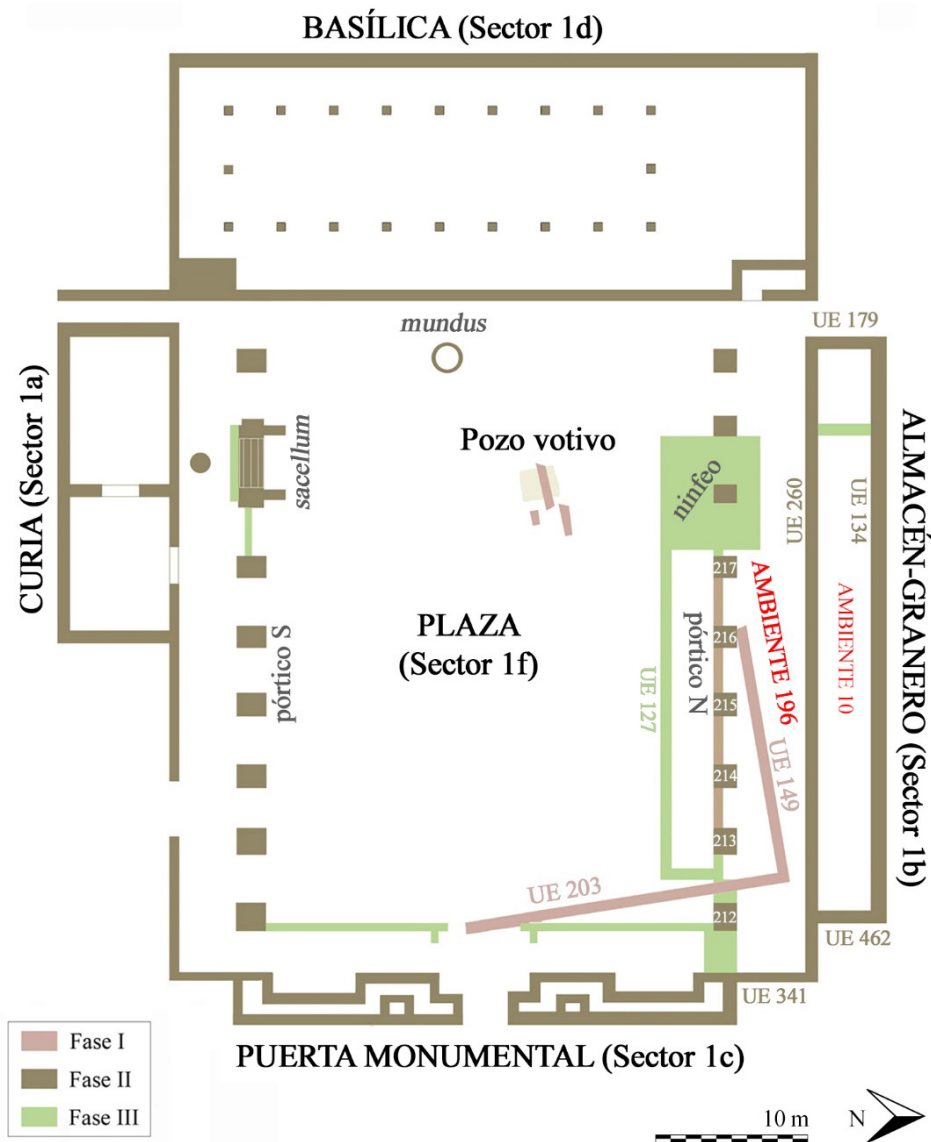 BASÍLICA (Sector 1d)
mundus
UE 179
CURIA (Sector 1a)
sacellum
Pozo votivo
ninfeo
UE 260
UE 134
ALMACÉN-GRANERO (Sector 1b)
217
AMBIENTE 196
AMBIENTE 10
pórtico S
PLAZA
(Sector 1f)
216
pórtico N
UE 127
215
UE 149
214
213
UE 203
212
UE 462
UE 341
Fase I
Fase II
Fase III
PUERTA MONUMENTAL (Sector 1c)
10 m
N